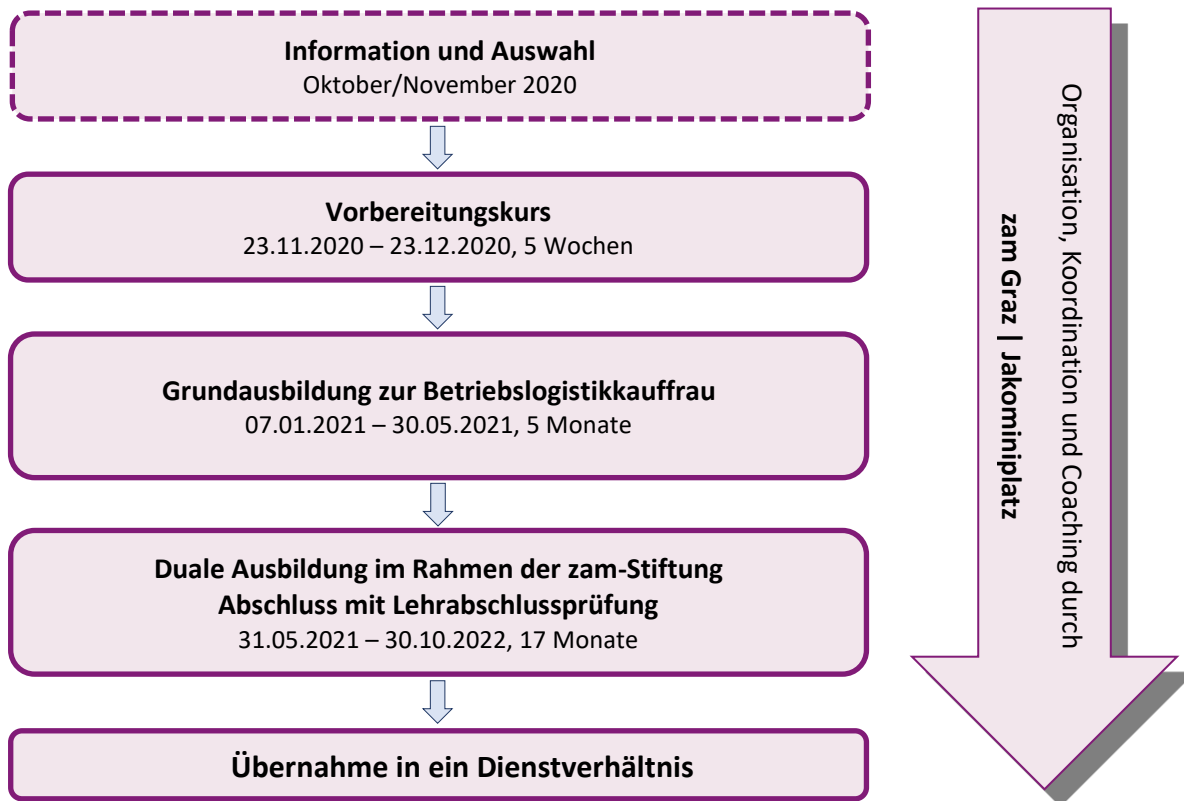 Information und Auswahl
Oktober/November 2020
Vorbereitungskurs
23.11.2020 – 23.12.2020, 5 Wochen
Grundausbildung zur Betriebslogistikkauffrau
07.01.2021 – 30.05.2021, 5 Monate
Duale Ausbildung im Rahmen der zam-Stiftung
Abschluss mit Lehrabschlussprüfung
31.05.2021 – 30.10.2022, 17 Monate
Übernahme in ein Dienstverhältnis
Organisation, Koordination und Coaching durch
zam Graz | Jakominiplatz